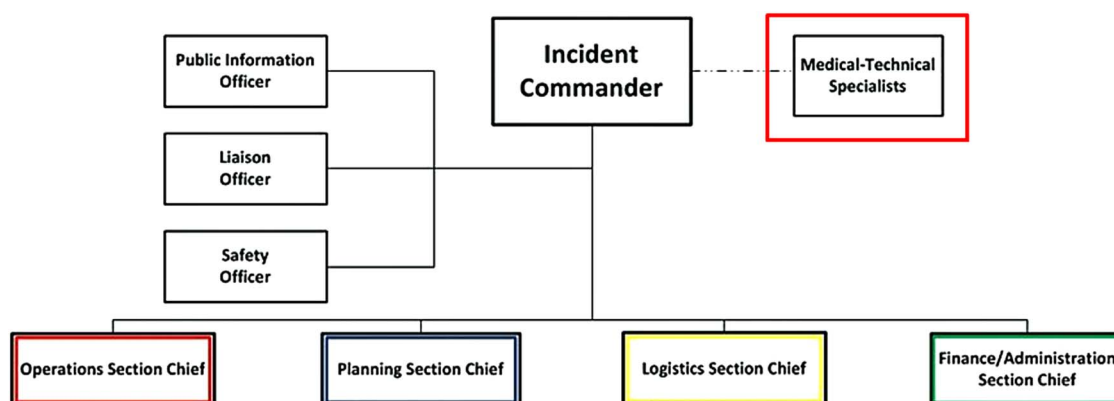 Incident
Commander
Public Information
Officer
Medical-Technical
Specialists
Liaison
Officer
Safety
Officer
Operations Section Chief
Planning Section Chief
Logistics Section Chief
Finance/Administration
Section Chief